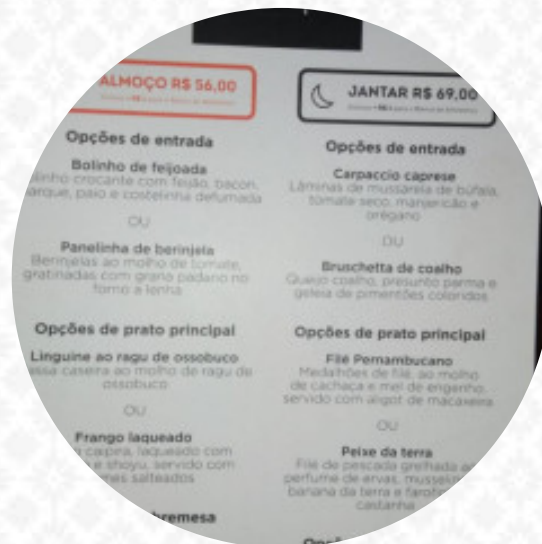 ALMOÇO R$ 56,00
Opções de entrada
Bolinho de feijoada
crocante com feijão, bacon,
paio e costelinha defumada
OU
Panelinha de berinjela
Berinjelas ao molho de tomate,
gratinadas com grana padano no
forno a lenha
Opções de prato principal
Linguine ao ragu de ossobuco
caseira ao molho de ragu de
ossobuco
OU
Frango laqueado
caipira, laqueado com
e shoyu, servido com
salteados
JANTAR R$ 69,00
Opções de entrada
Carpaccio caprese
Lâminas de mussarela de búfala,
tomate seco, manjericão e
orégano
OU
Bruschetta de coalho
Queijo coalho, presunto parma e
geleia de pimentões coloridos
Opções de prato principal
Filé Pernambucano
Medalhões de filé, ao molho
de cachaça e mel de engenho,
servido com aligot de macaxeira
OU
Peixe da terra
Filé de pescada grelhada
perfume de ervas,
banana da terra e
castanha